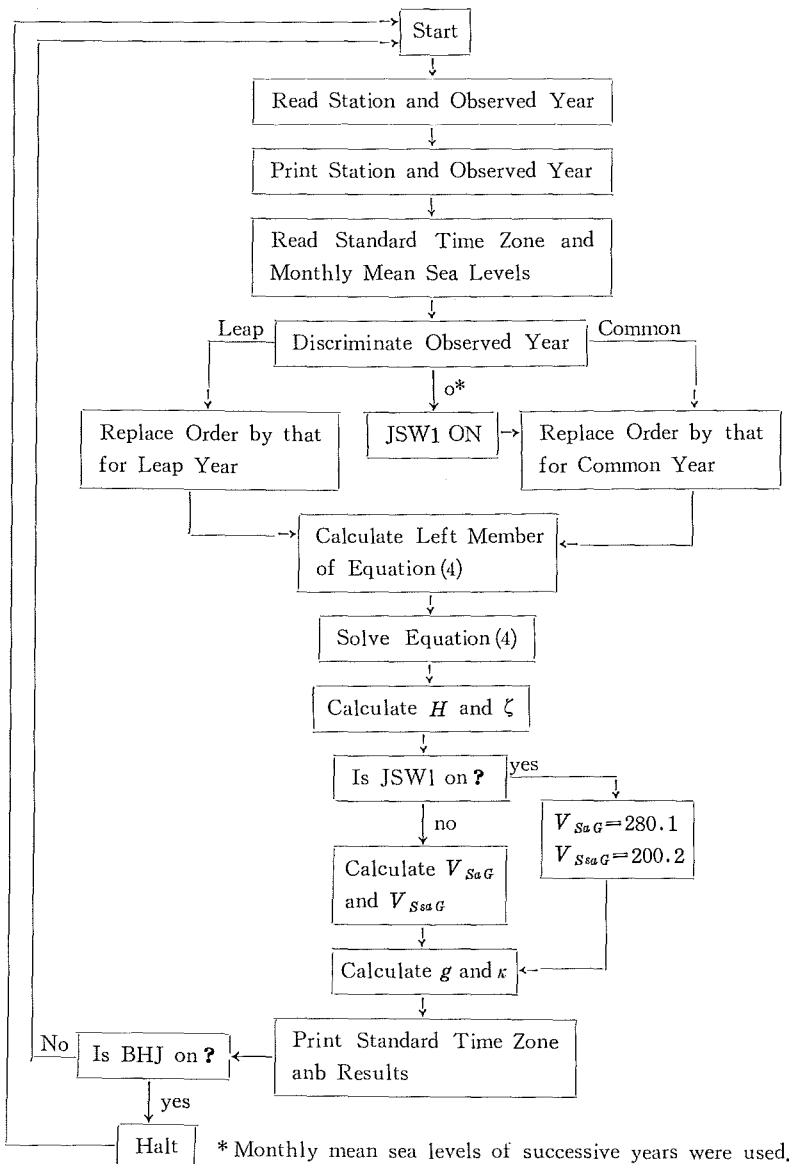 Start
Read Station and Observed Year
Print Station and Observed Year
Read Standard Time Zone and
Monthly Mean Sea Levels
Leap
Discriminate Observed Year
Common
o*
Replace Order by that
for Leap Year
JSW1 ON
Replace Order by that
for Common Year
Calculate Left Member
of Equation (4)
Solve Equation (4)
Calculate H and ζ
Is JSW1 on ?
yes
no
V SaG = 280.1
V SsaG = 200.2
Calculate V SaG
and V SsaG
Calculate g and κ
Print Standard Time Zone
anb Results
Is BHJ on ?
No
yes
Halt
* Monthly mean sea levels of successive years were used.